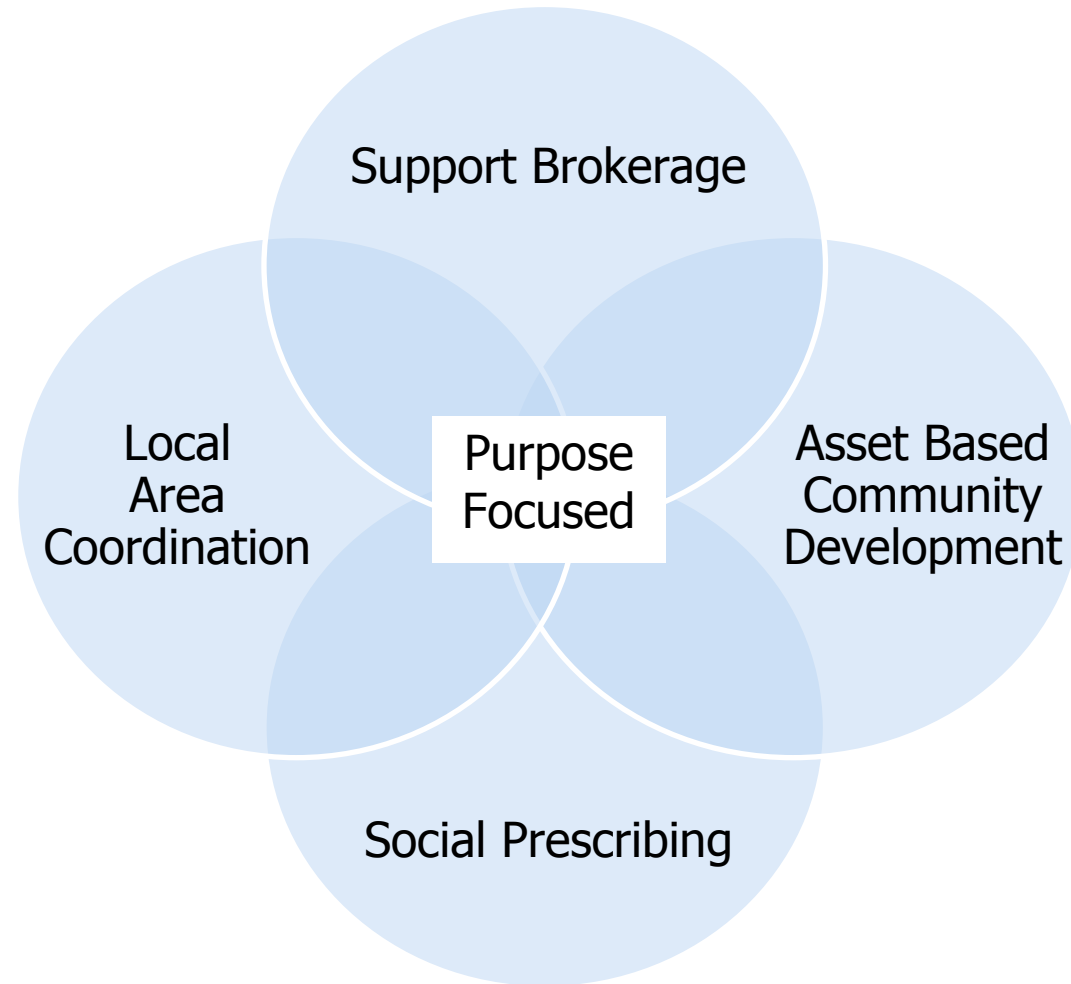 Support Brokerage
Local
Area
Coordination
Purpose
Focused
Asset Based
Community
Development
Social Prescribing